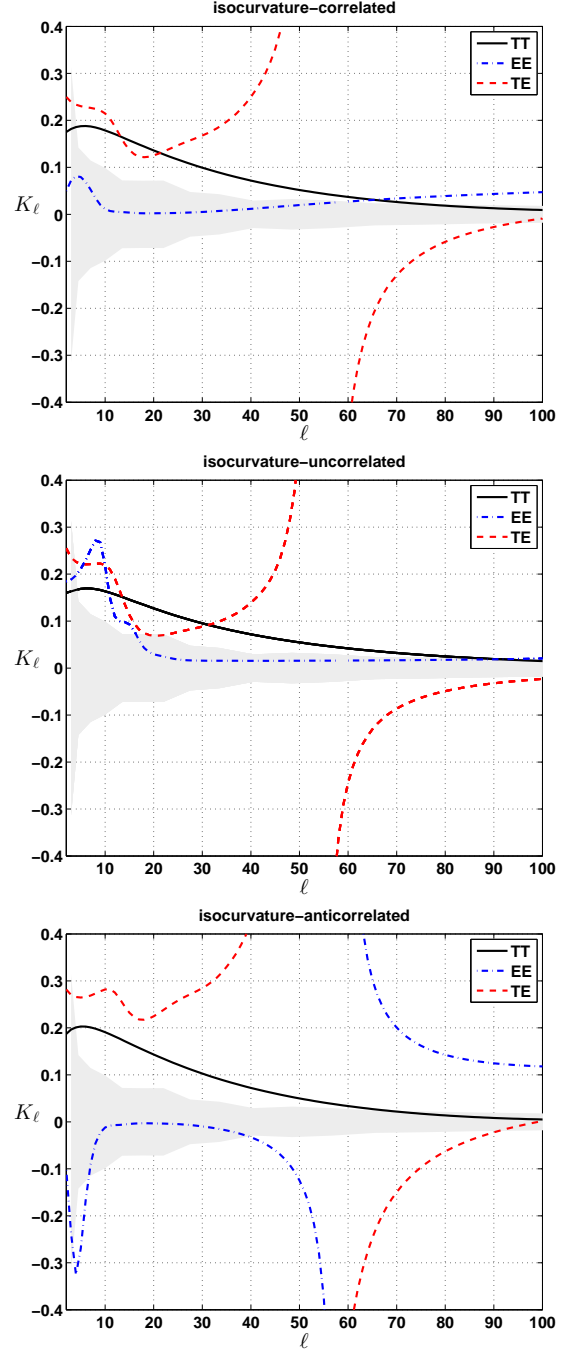 isocurvature−correlated
0.4
TT
EE
TE
0.3
0.2
0.1
Kℓ
0
−0.1
−0.2
−0.3
−0.4
10 20 30 40 50 60 70 80 90 100
ℓ
isocurvature−uncorrelated
0.4
TT
EE
TE
0.3
0.2
0.1
Kℓ
0
−0.1
−0.2
−0.3
−0.4
10 20 30 40 50 60 70 80 90 100
ℓ
isocurvature−anticorrelated
0.4
TT
EE
TE
0.3
0.2
0.1
Kℓ
0
−0.1
−0.2
−0.3
−0.4
10 20 30 40 50 60 70 80 90 100
ℓ